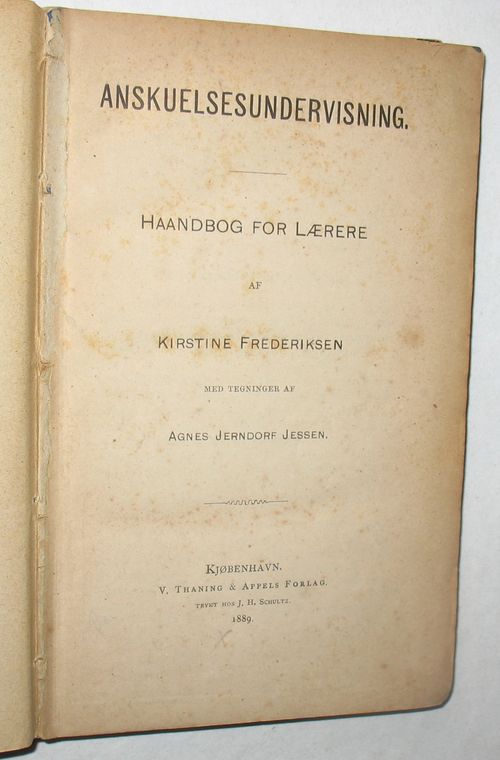 ANSKUELSESUNDERVISNING.
HAANDBOG FOR LÆRERE
AF
KIRSTINE FREDERIKSEN
MED TEGNINGER AF
AGNES JERNDORF JESSEN.
KJØBENHAVN.
V. THANING & APPELS FORLAG.
TRYKT HOS J. H. SCHULTZ.
1889.